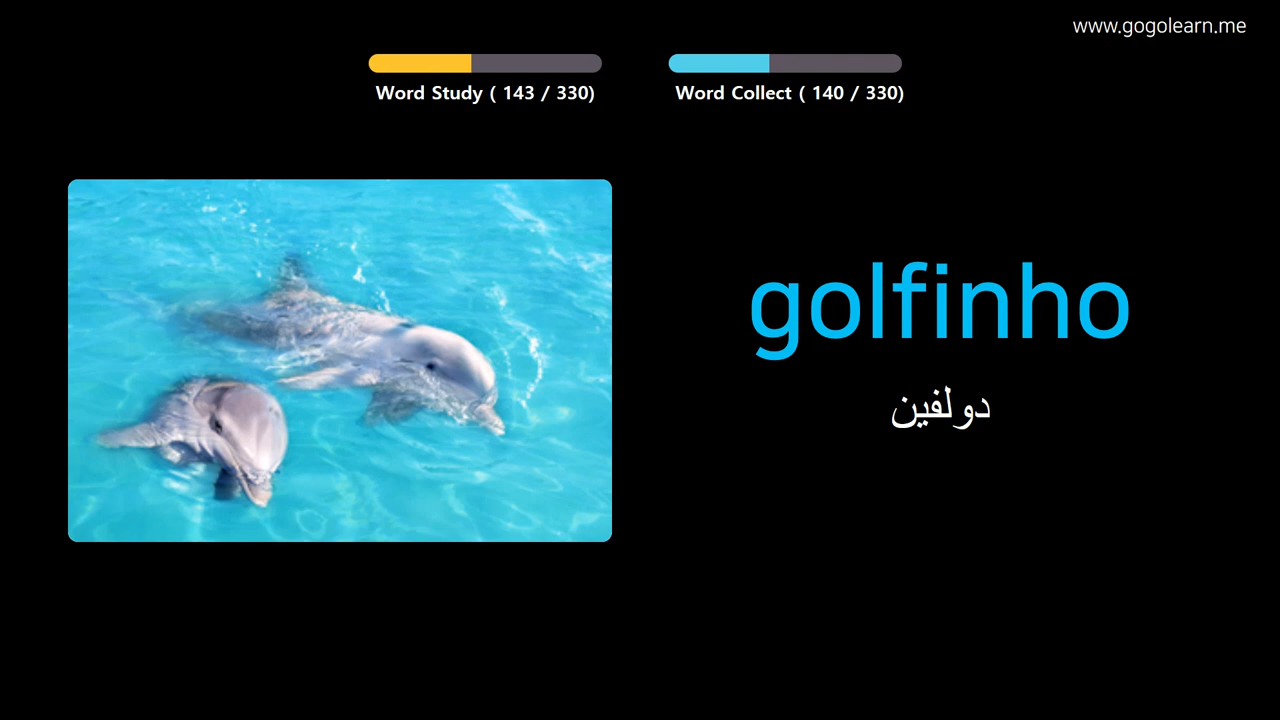 www.gogolearn.me
Word Study ( 143 / 330)
Word Collect ( 140 / 330)
golfinho
دولفين